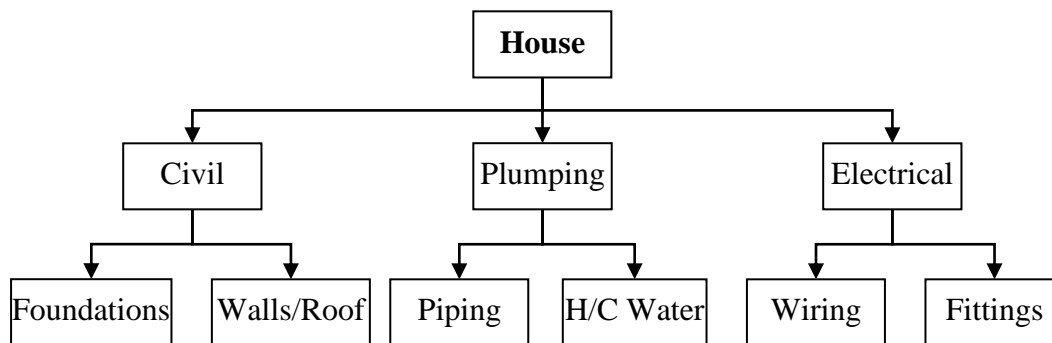 House
Civil
Plumping
Electrical
Foundations
Walls/Roof
Piping
H/C Water
Wiring
Fittings